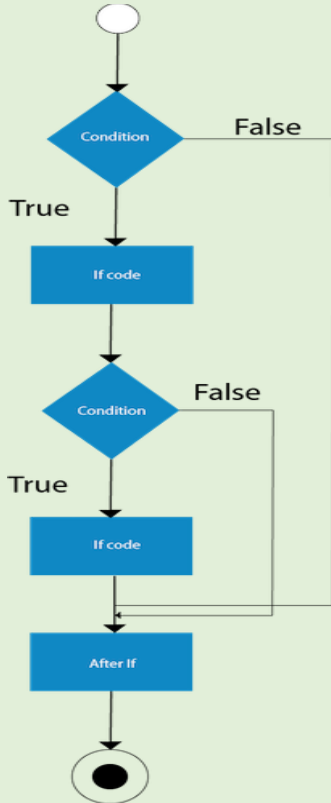 Condition
False
True
If code
Condition
False
True
If code
After If